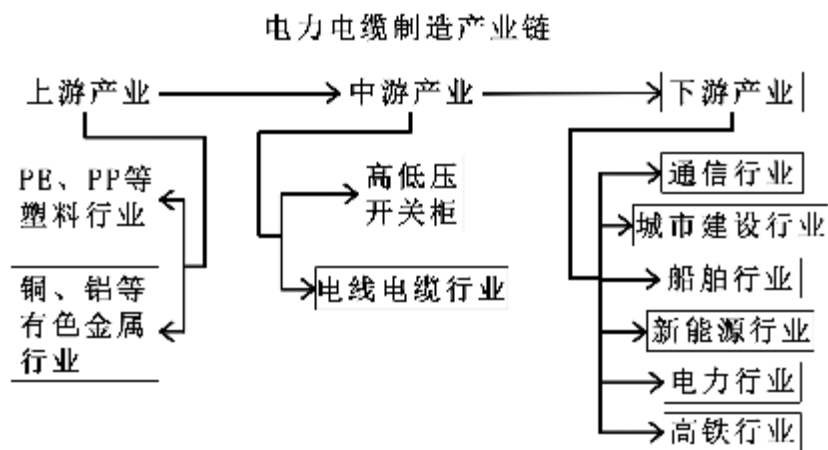 电力电缆制造产业链
上游产业
中游产业
下游产业
PE、PP等
塑料行业
铜、铝等
有色金属
行业
高低压
开关柜
电线电缆行业
通信行业
城市建设行业
船舶行业
新能源行业
电力行业
高铁行业